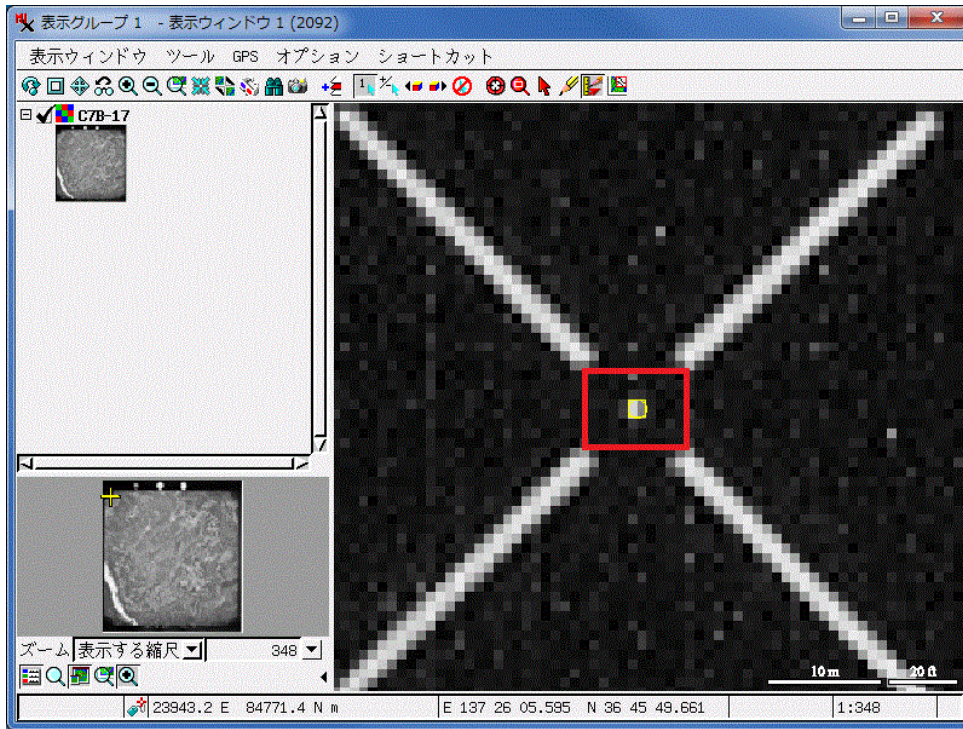 表示グループ 1 - 表示ウィンドウ 1 (2092)
表示ウィンドウ ツール GPS オプション ショートカット
C7B-17
ズーム 表示する縮尺 348
10 m 20 ft
23943.2 E 84771.4 N m E 137 26 05.595 N 36 45 49.661 1:348